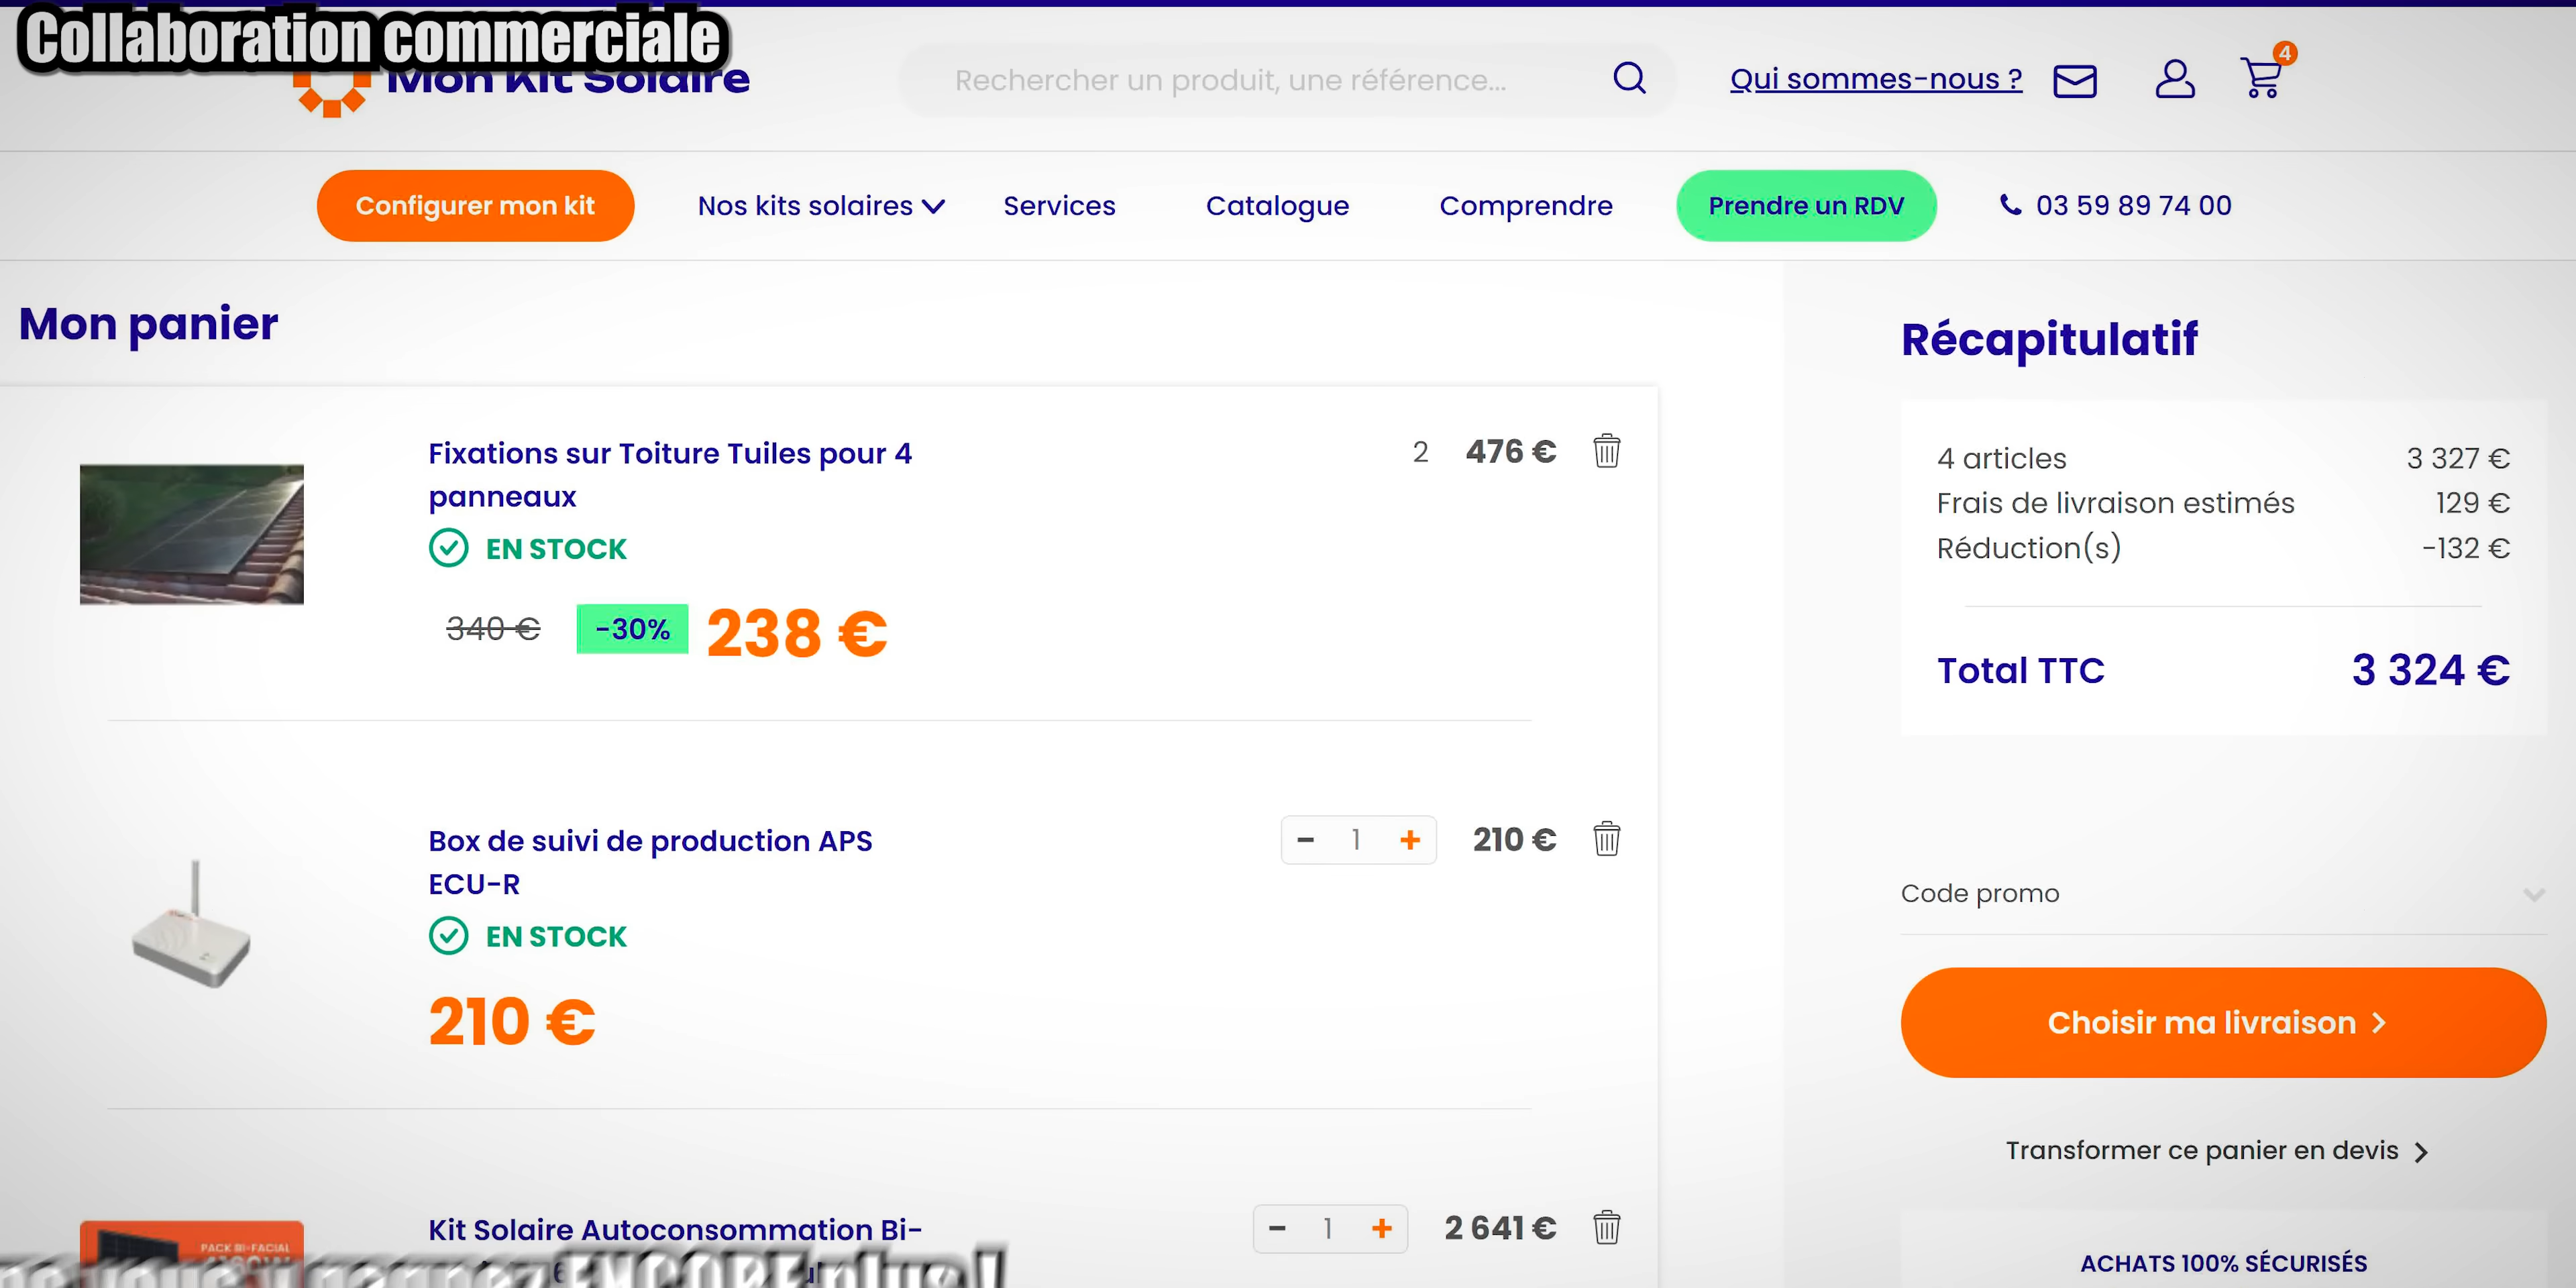 Collaboration commerciale
Mon Kit Solaire
Rechercher un produit, une référence...
Qui sommes-nous ?
4
Configurer mon kit
Nos kits solaires
Services
Catalogue
Comprendre
Prendre un RDV
03 59 89 74 00
Mon panier
Fixations sur Toiture Tuiles pour 4
panneaux
2 476 €
EN STOCK
340 € -30% 238 €
Box de suivi de production APS
ECU-R
- 1 + 210 €
EN STOCK
210 €
Kit Solaire Autoconsommation Bi-
- 1 + 2 641 €
PACK BI-FACIAL
ENCORE plus !
Récapitulatif
4 articles 3 327 €
Frais de livraison estimés 129 €
Réduction(s) -132 €
Total TTC 3 324 €
Code promo
Choisir ma livraison >
Transformer ce panier en devis >
ACHATS 100% SÉCURISÉS